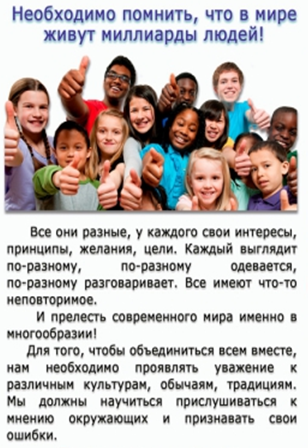 Необходимо помнить, что в мире
живут миллиарды людей!
Все они разные, у каждого свои интересы,
принципы, желания, цели. Каждый выглядит
по-разному, по-разному одевается,
по-разному разговаривает. Все имеют что-то
неповторимое.
И прелесть современного мира именно в
многообразии!
Для того, чтобы объединиться всем вместе,
нам необходимо проявлять уважение к
различным культурам, обычаям, традициям.
Мы должны научиться прислушиваться к
мнению окружающих и признавать свои
ошибки.